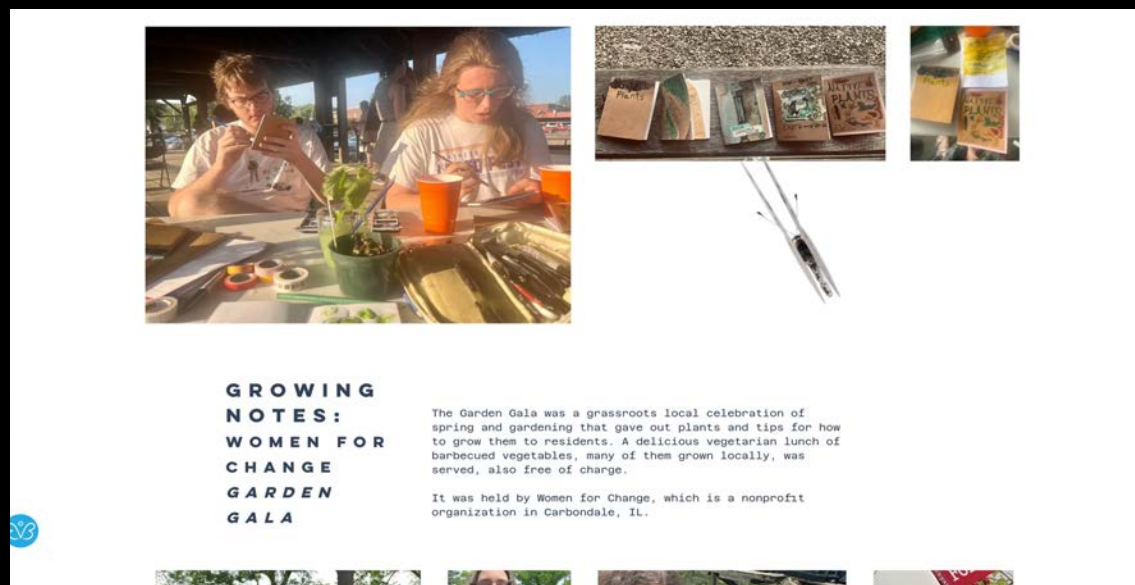 Plants
NATIVE
PLANTS
PLANTS
GROWING
NOTES:
WOMEN FOR
CHANGE
GARDEN
GALA
The Garden Gala was a grassroots local celebration of
spring and gardening that gave out plants and tips for how
to grow them to residents. A delicious vegetarian lunch of
barbecued vegetables, many of them grown locally, was
served, also free of charge.
It was held by Women for Change, which is a nonprofit
organization in Carbondale, IL.